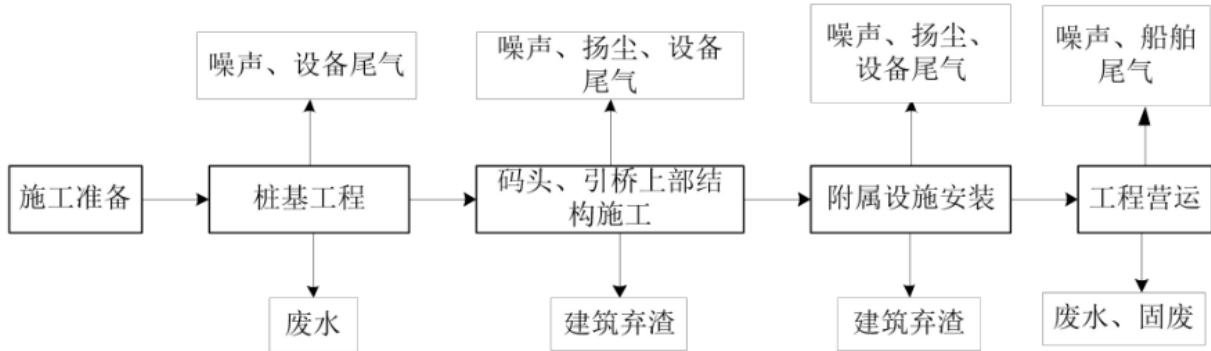 噪声、设备尾气
噪声、扬尘、设备
尾气
噪声、扬尘、
设备尾气
噪声、船舶
尾气
施工准备
桩基工程
码头、引桥上部结
构施工
附属设施安装
工程营运
废水
建筑弃渣
建筑弃渣
废水、固废